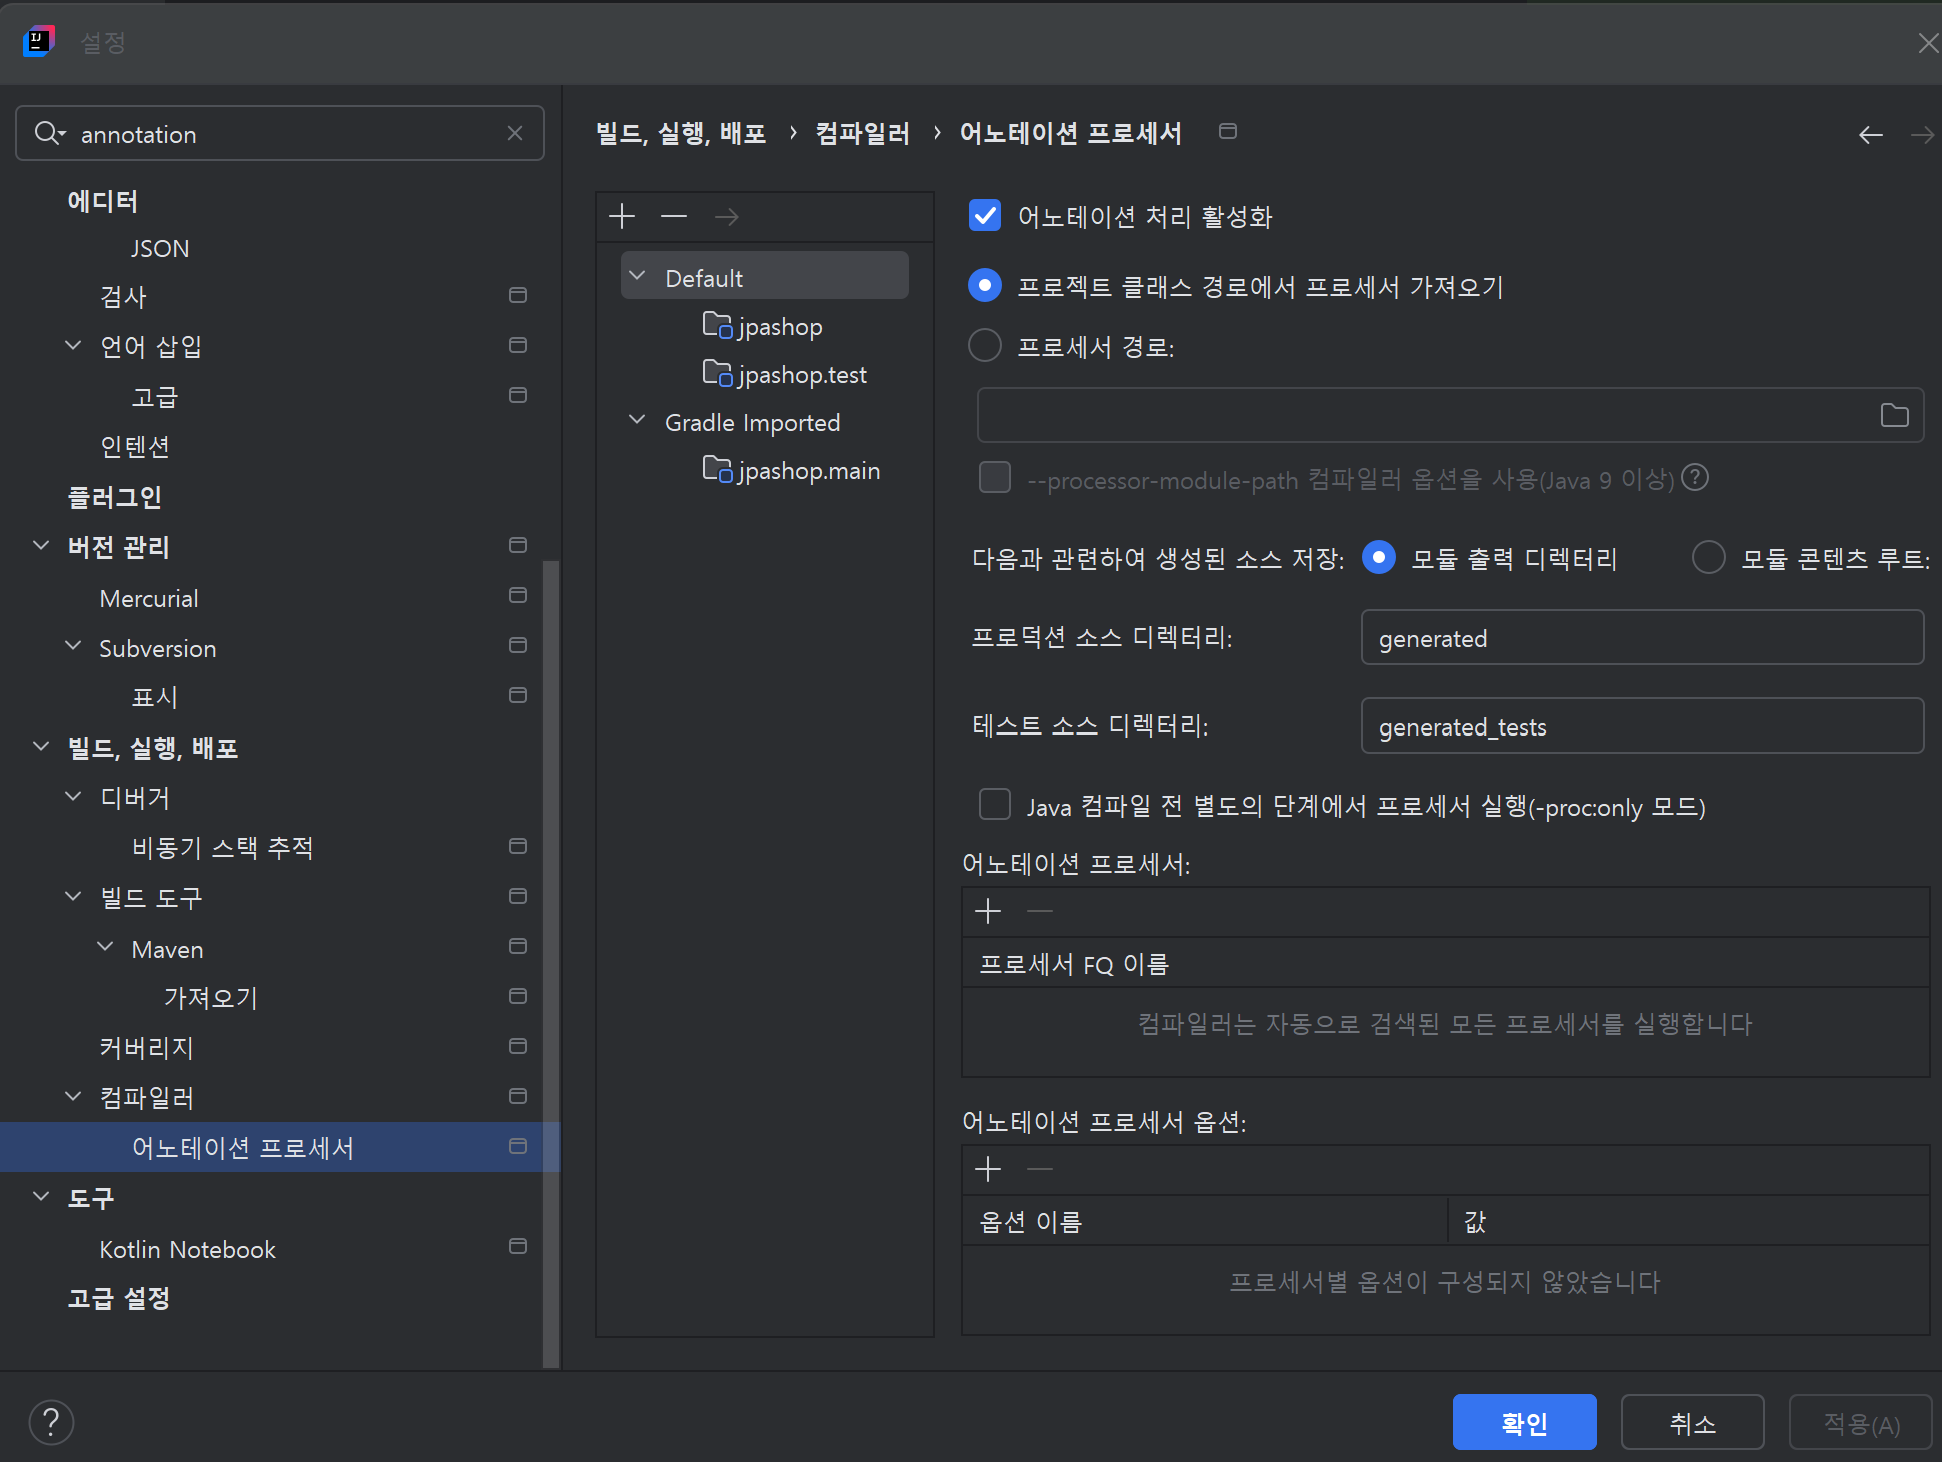 설정
annotation
에디터
JSON
검사
언어 삽입
고급
인텐션
플러그인
버전 관리
Mercurial
Subversion
표시
빌드, 실행, 배포
디버거
비동기 스택 추적
빌드 도구
Maven
가져오기
커버리지
컴파일러
어노테이션 프로세서
도구
Kotlin Notebook
고급 설정
빌드, 실행, 배포 › 컴파일러 › 어노테이션 프로세서
Default
jpashop
jpashop.test
Gradle Imported
jpashop.main
어노테이션 처리 활성화
프로젝트 클래스 경로에서 프로세서 가져오기
프로세서 경로:
--processor-module-path 컴파일러 옵션을 사용(Java 9 이상)
다음과 관련하여 생성된 소스 저장: 모듈 출력 디렉터리 모듈 콘텐츠 루트:
프로덕션 소스 디렉터리: generated
테스트 소스 디렉터리: generated_tests
Java 컴파일 전 별도의 단계에서 프로세서 실행(-proc:only 모드)
어노테이션 프로세서:
프로세서 FQ 이름
컴파일러는 자동으로 검색된 모든 프로세서를 실행합니다
어노테이션 프로세서 옵션:
옵션 이름 값
프로세서별 옵션이 구성되지 않았습니다
확인 취소 적용(A)